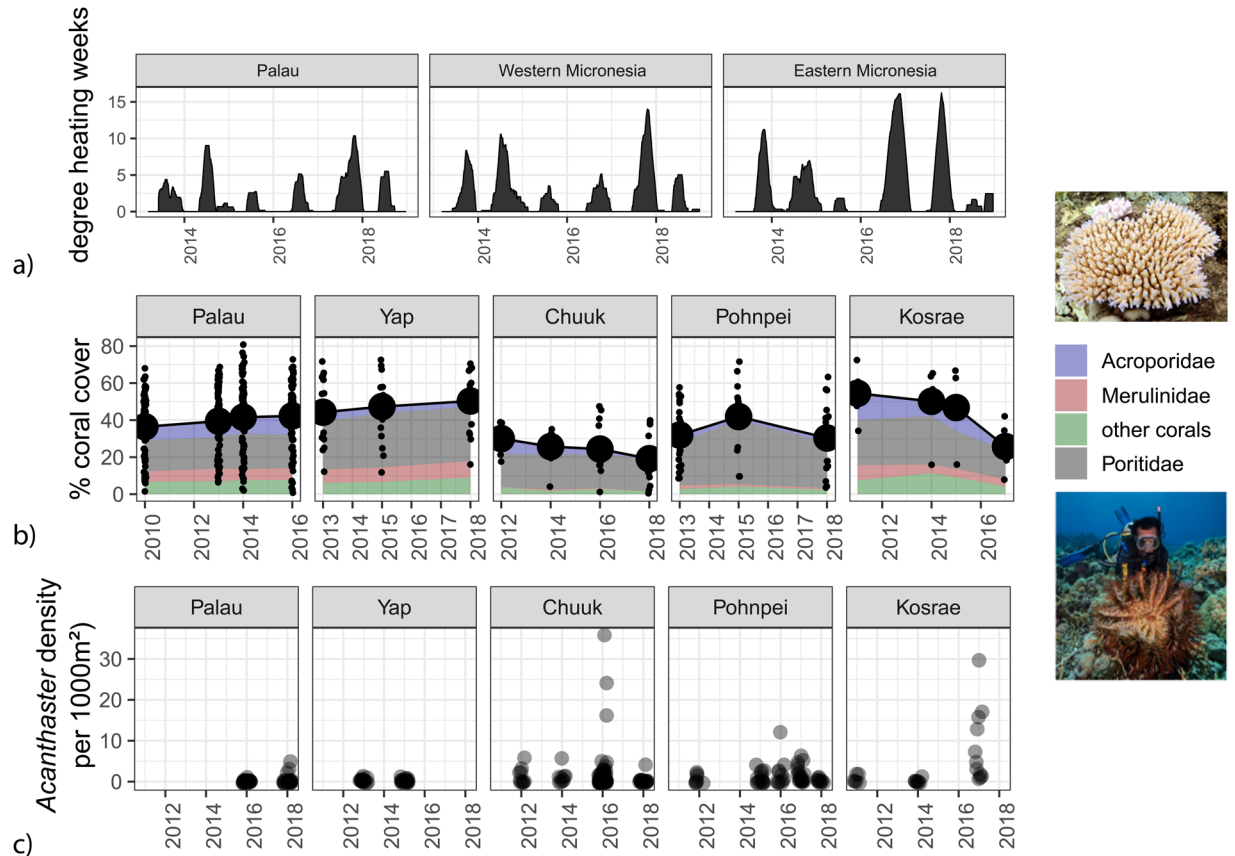 degree heating weeks
Palau Western Micronesia Eastern Micronesia
15
10
5
0
2014 2016 2018 2014 2016 2018 2014 2016 2018
a)
% coral cover
Palau Yap Chuuk Pohnpei Kosrae
80
60
40
20
0
2010 2012 2014 2016 2013 2014 2015 2016 2017 2018 2012 2014 2016 2018 2013 2014 2015 2016 2017 2018 2012 2014 2016
b)
Acroporidae
Merulinidae
other corals
Poritidae
Acanthaster density
per 1000m²
Palau Yap Chuuk Pohnpei Kosrae
30
20
10
0
2012 2014 2016 2018 2012 2014 2016 2018 2012 2014 2016 2018 2012 2014 2016 2018 2012 2014 2016 2018
c)